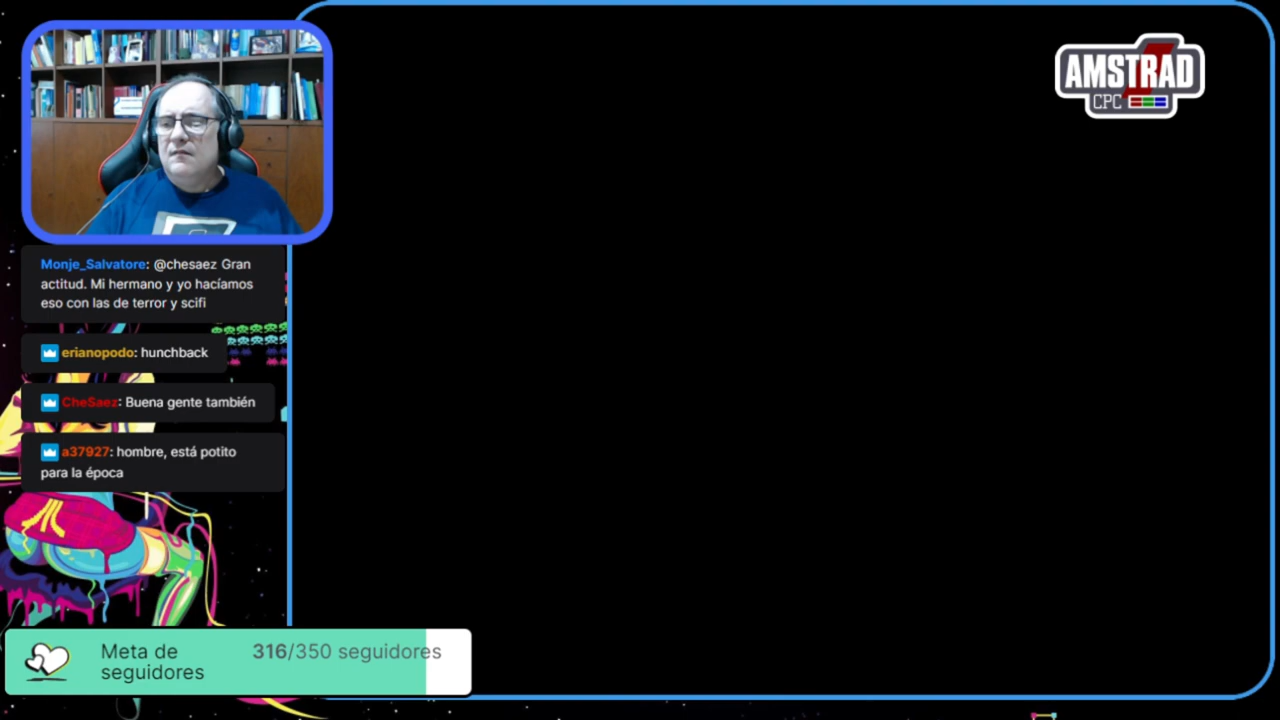 AMSTRAD
CPC
Monje_Salvatore: @chesaez Gran
actitud. Mi hermano y yo hacíamos
eso con las de terror y scifi
erianopodo: hunchback
CheSaez: Buena gente también
a37927: hombre, está potito
para la época
Meta de
seguidores
316/350 seguidores